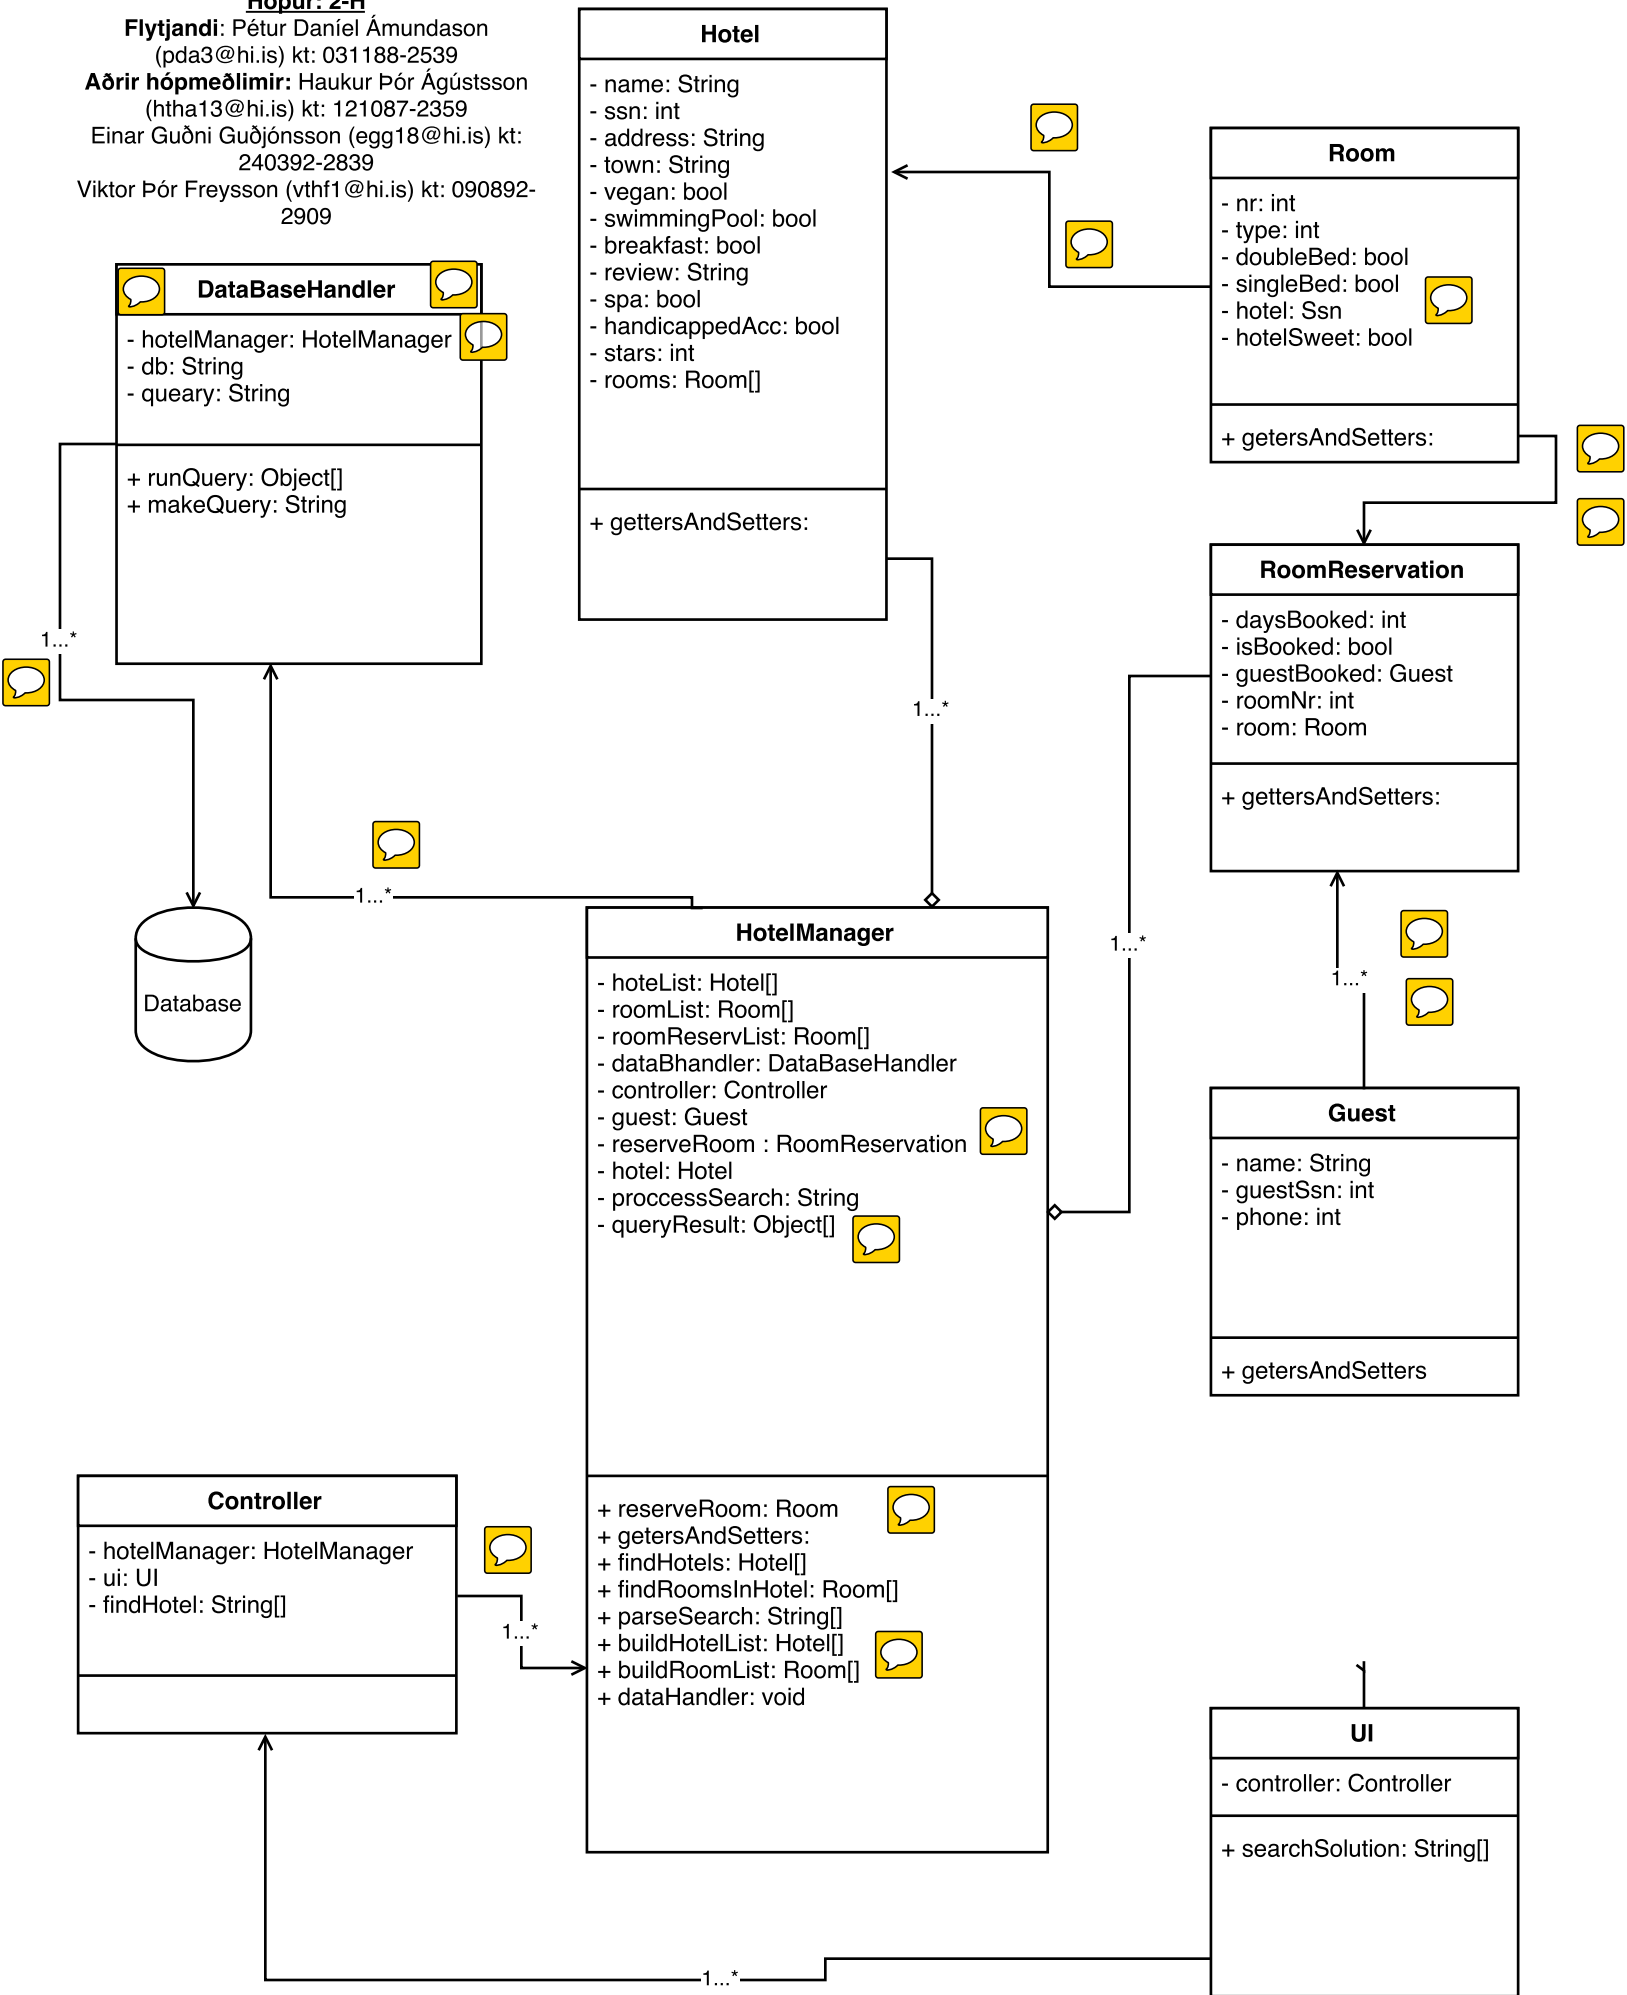 Hópur: 2-H
Flytjandi: Pétur Daníel Ámundason
(pda3@hi.is) kt: 031188-2539
Aðrir hópmeðlimir: Haukur Þór Ágústsson
(htha13@hi.is) kt: 121087-2359
Einar Guðni Guðjónsson (egg18@hi.is) kt:
240392-2839
Viktor Þór Freysson (vthf1@hi.is) kt: 090892-
2909
Hotel
- name: String
- ssn: int
- address: String
- town: String
- vegan: bool
- swimmingPool: bool
- breakfast: bool
- review: String
- spa: bool
- handicappedAcc: bool
- stars: int
- rooms: Room[]
+ gettersAndSetters:
Room
- nr: int
- type: int
- doubleBed: bool
- singleBed: bool
- hotel: Ssn
- hotelSweet: bool
+ getersAndSetters:
DataBaseHandler
- hotelManager: HotelManager
- db: String
- queary: String
+ runQuery: Object[]
+ makeQuery: String
1...*
RoomReservation
- daysBooked: int
- isBooked: bool
- guestBooked: Guest
- roomNr: int
- room: Room
+ gettersAndSetters:
1...*
1...*
1...*
1...*
Database
HotelManager
- hoteList: Hotel[]
- roomList: Room[]
- roomReservList: Room[]
- dataBhandler: DataBaseHandler
- controller: Controller
- guest: Guest
- reserveRoom : RoomReservation
- hotel: Hotel
- proccessSearch: String
- queryResult: Object[]
+ reserveRoom: Room
+ getersAndSetters:
+ findHotels: Hotel[]
+ findRoomsInHotel: Room[]
+ parseSearch: String[]
+ buildHotelList: Hotel[]
+ buildRoomList: Room[]
+ dataHandler: void
Guest
- name: String
- guestSsn: int
- phone: int
+ getersAndSetters
Controller
- hotelManager: HotelManager
- ui: UI
- findHotel: String[]
1...*
UI
- controller: Controller
+ searchSolution: String[]
1...*